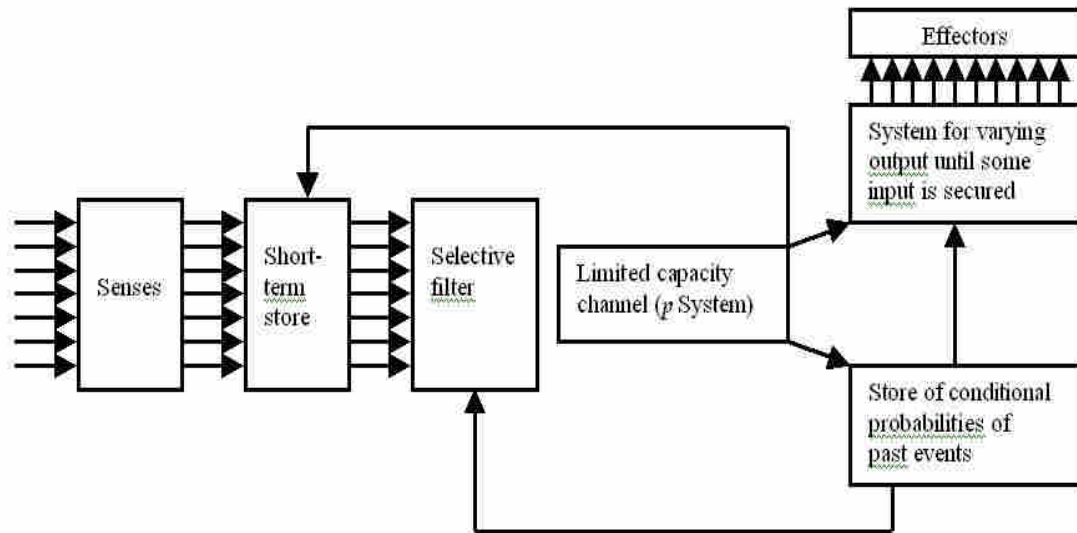 Effectors
System for varying
output until some
input is secured
Senses
Short-
term
store
Selective
filter
Limited capacity
channel (p System)
Store of conditional
probabilities of
past events